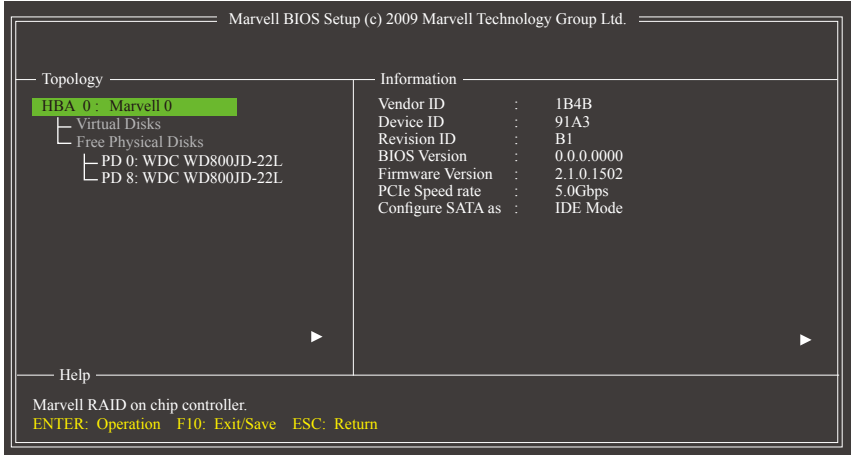 Marvell BIOS Setup (c) 2009 Marvell Technology Group Ltd.
Topology
HBA 0 : Marvell 0
Virtual Disks
Free Physical Disks
PD 0: WDC WD800JD-22L
PD 8: WDC WD800JD-22L
Information
Vendor ID : 1B4B
Device ID : 91A3
Revision ID : B1
BIOS Version : 0.0.0.0000
Firmware Version : 2.1.0.1502
PCIe Speed rate : 5.0Gbps
Configure SATA as : IDE Mode
Help
Marvell RAID on chip controller.
ENTER: Operation F10: Exit/Save ESC: Return